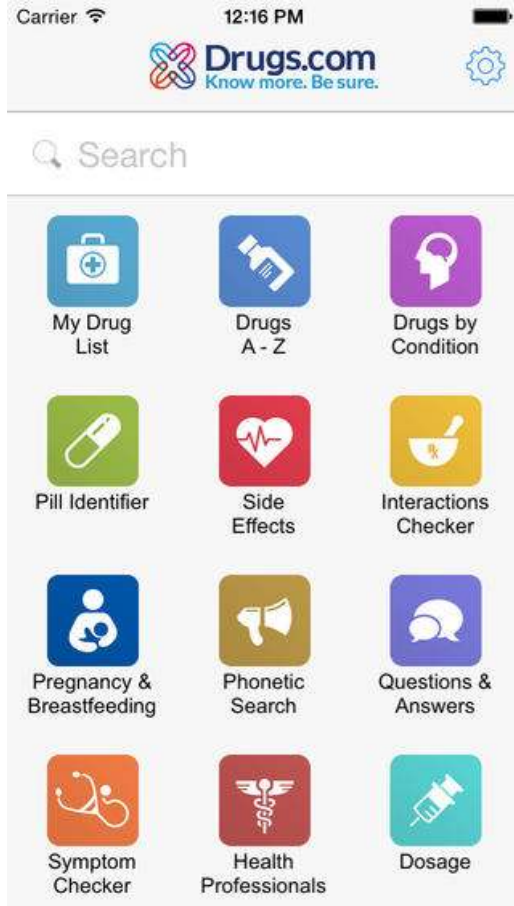 Carrier 12:16 PM
Drugs.com
Know more. Be sure.
Search
My Drug
List
Drugs
A - Z
Drugs by
Condition
Pill Identifier
Side
Effects
Interactions
Checker
Pregnancy &
Breastfeeding
Phonetic
Search
Questions &
Answers
Symptom
Checker
Health
Professionals
Dosage